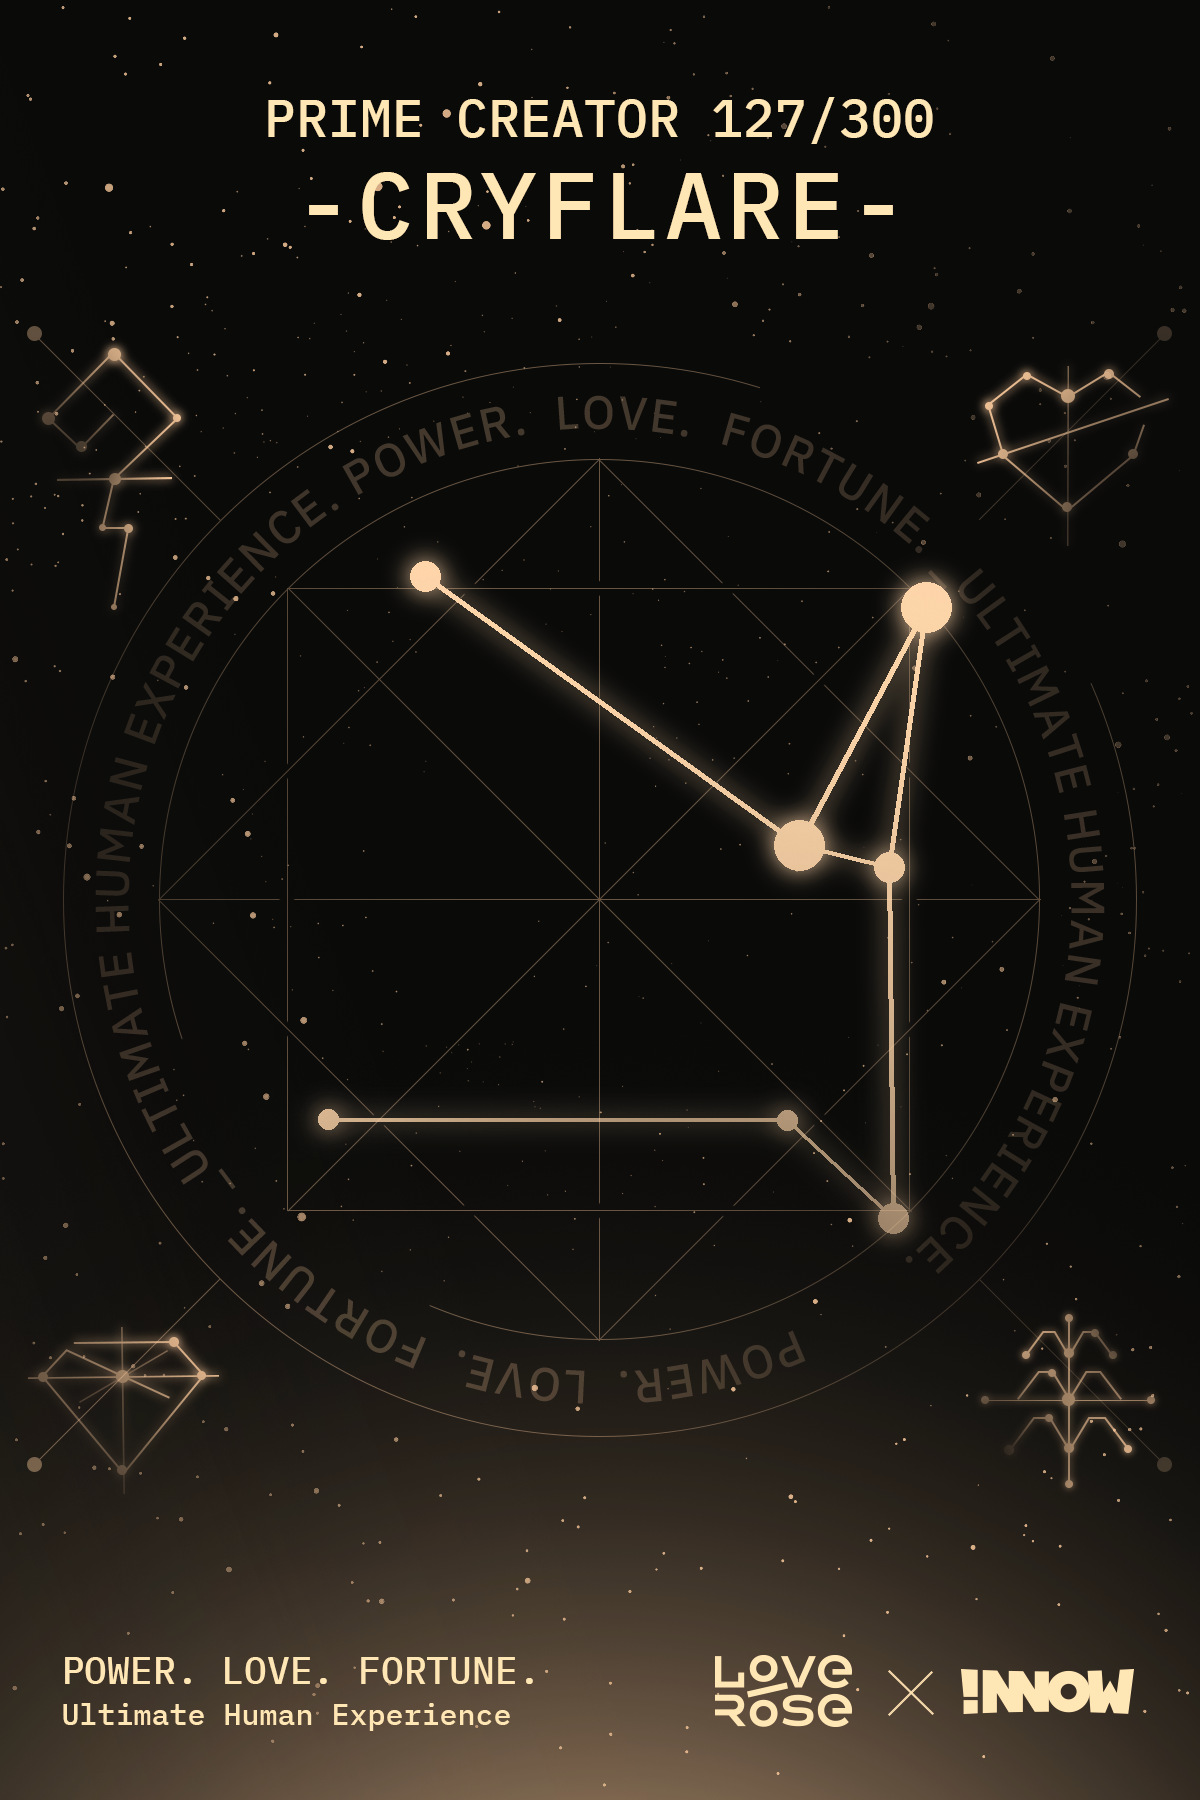 PRIME CREATOR 127/300
-CRYFLARE-
ULTIMATE HUMAN EXPERIENCE. POWER. LOVE. FORTUNE.
ULTIMATE HUMAN EXPERIENCE.
POWER. LOVE. FORTUNE. —
POWER. LOVE. FORTUNE.
Ultimate Human Experience
LOVE
ROSE
!NNOW